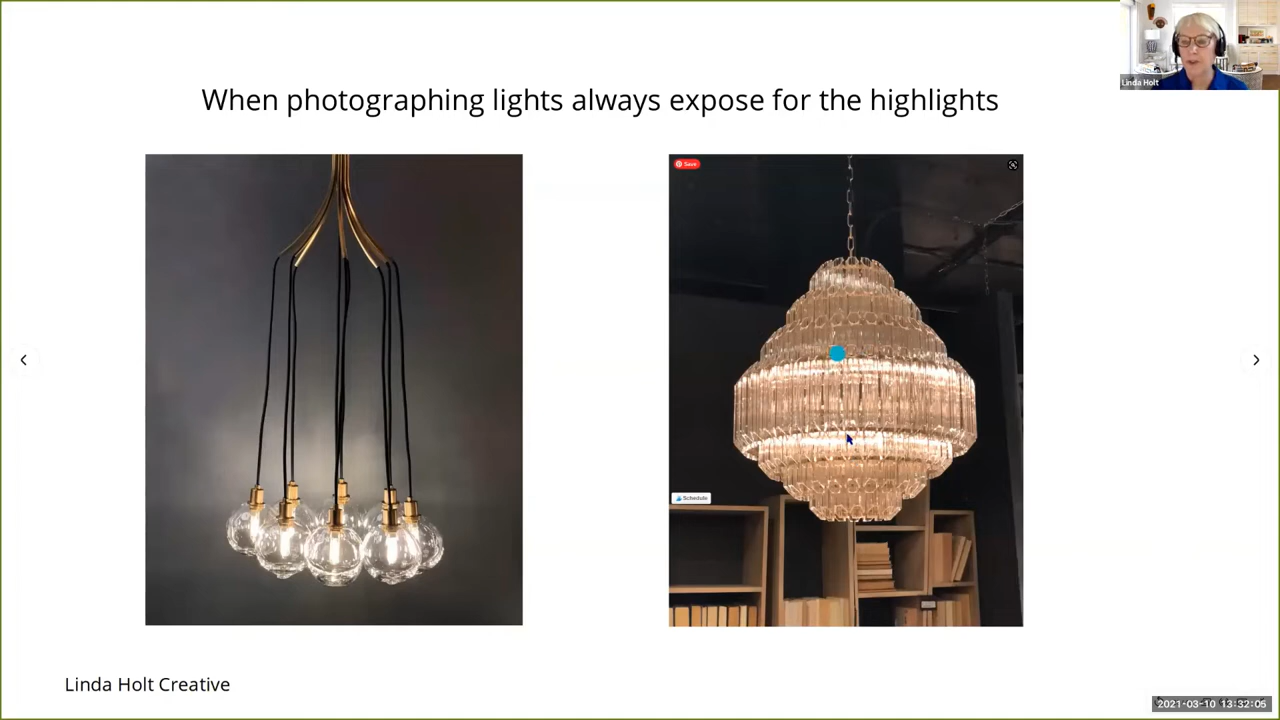 Linda Holt
When photographing lights always expose for the highlights
Save
Schedule
Linda Holt Creative
2021-03-10 13:32:05